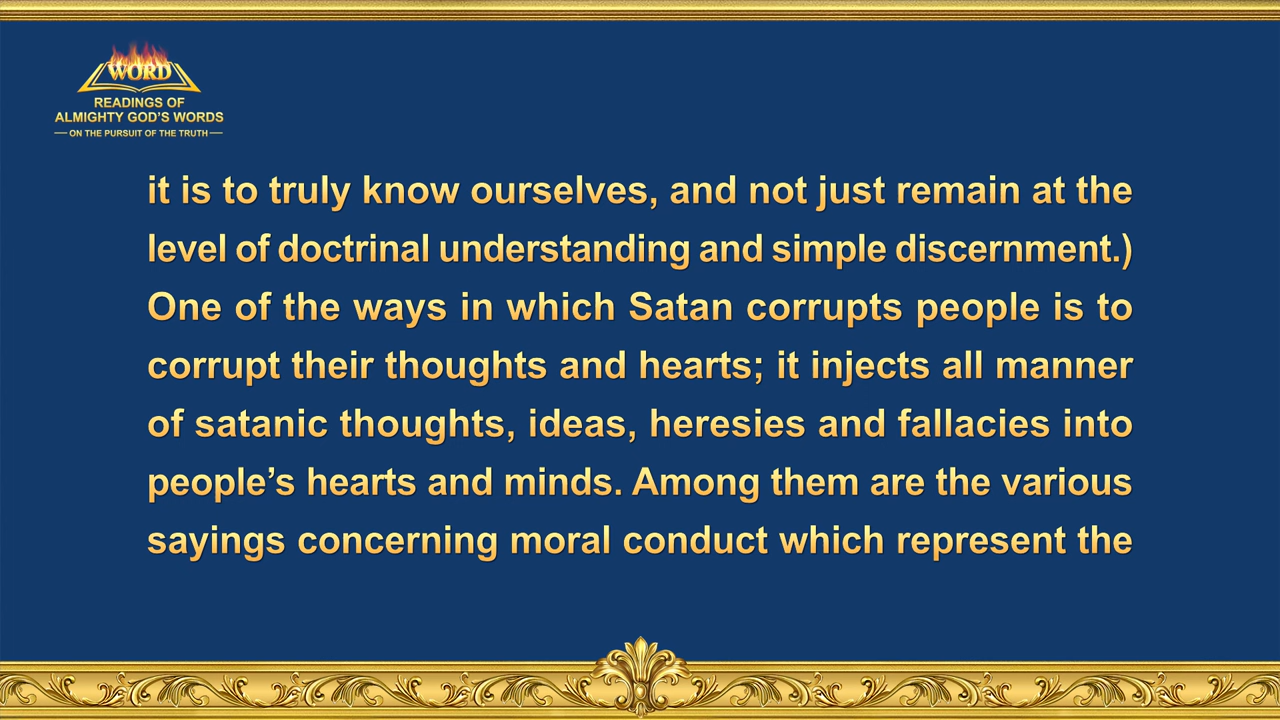 WORD
READINGS OF
ALMIGHTY GOD'S WORDS
ON THE PURSUIT OF THE TRUTH
it is to truly know ourselves, and not just remain at the
level of doctrinal understanding and simple discernment.)
One of the ways in which Satan corrupts people is to
corrupt their thoughts and hearts; it injects all manner
of satanic thoughts, ideas, heresies and fallacies into
people’s hearts and minds. Among them are the various
sayings concerning moral conduct which represent the